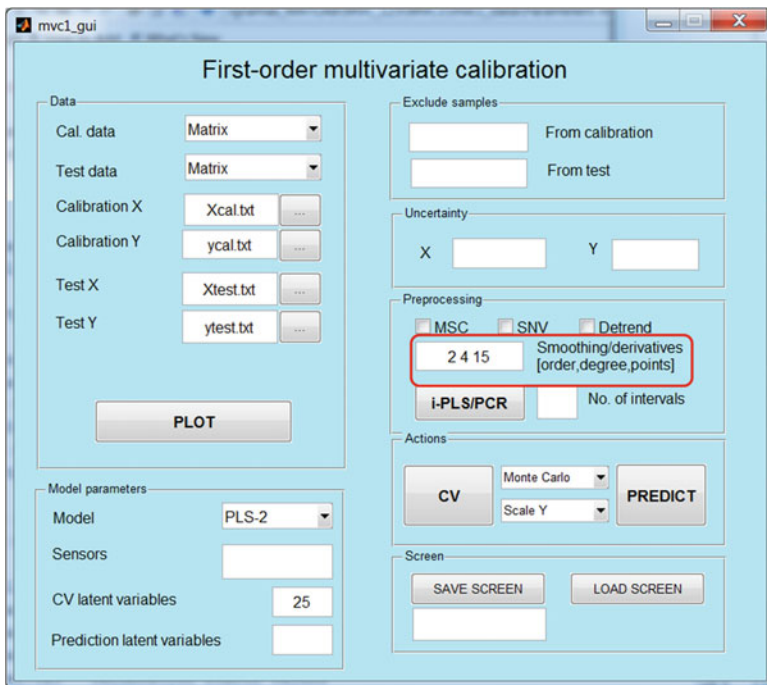 mvc1_gui
First-order multivariate calibration
Data
Cal. data Matrix
Test data Matrix
Calibration X Xcal.txt ...
Calibration Y ycal.txt ...
Test X Xtest.txt ...
Test Y ytest.txt ...
PLOT
Model parameters
Model PLS-2
Sensors
CV latent variables 25
Prediction latent variables
Exclude samples
From calibration
From test
Uncertainty
X Y
Preprocessing
MSC SNV Detrend
2 4 15 Smoothing/derivatives
[order,degree,points]
i-PLS/PCR No. of intervals
Actions
CV Monte Carlo PREDICT
Scale Y
Screen
SAVE SCREEN LOAD SCREEN